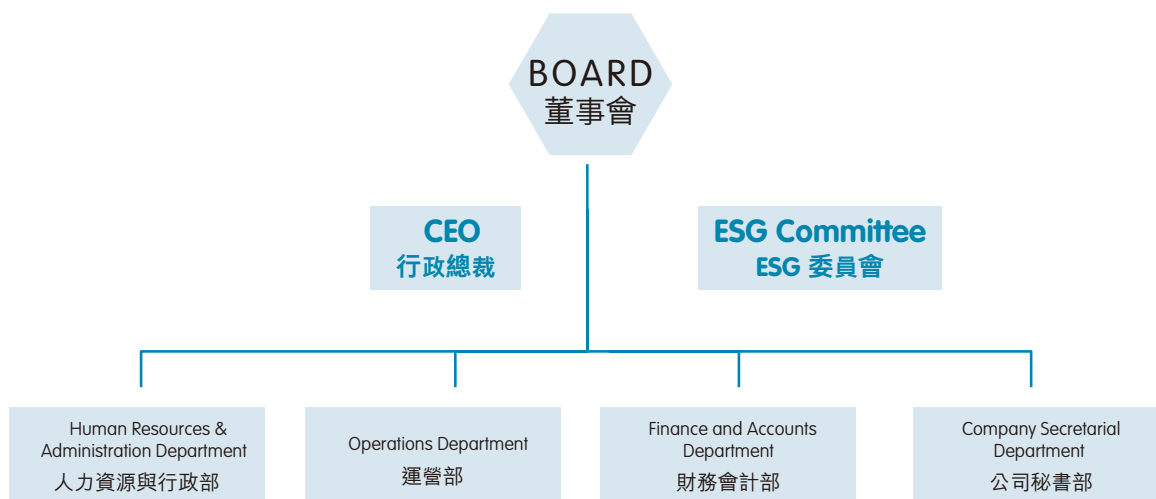 BOARD
董事會
CEO
行政總裁
ESG Committee
ESG 委員會
Human Resources &
Administration Department
人力資源與行政部
Operations Department
運營部
Finance and Accounts
Department
財務會計部
Company Secretarial
Department
公司秘書部